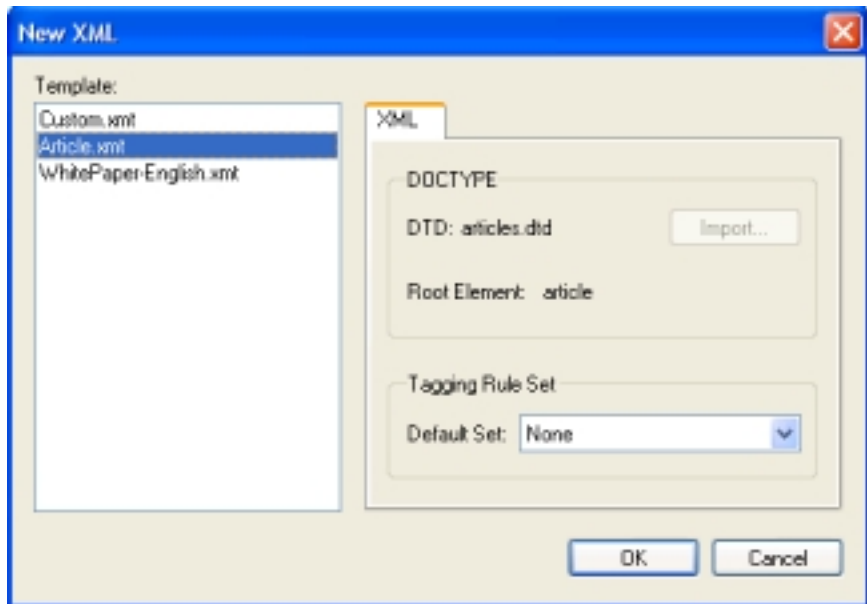 New XML
Template:
Custom.xmt
Article.xmt
WhitePaper-English.xmt
XML
DOCTYPE
DTD: articles.dtd
Import...
Root Element: article
Tagging Rule Set
Default Set: None
OK
Cancel